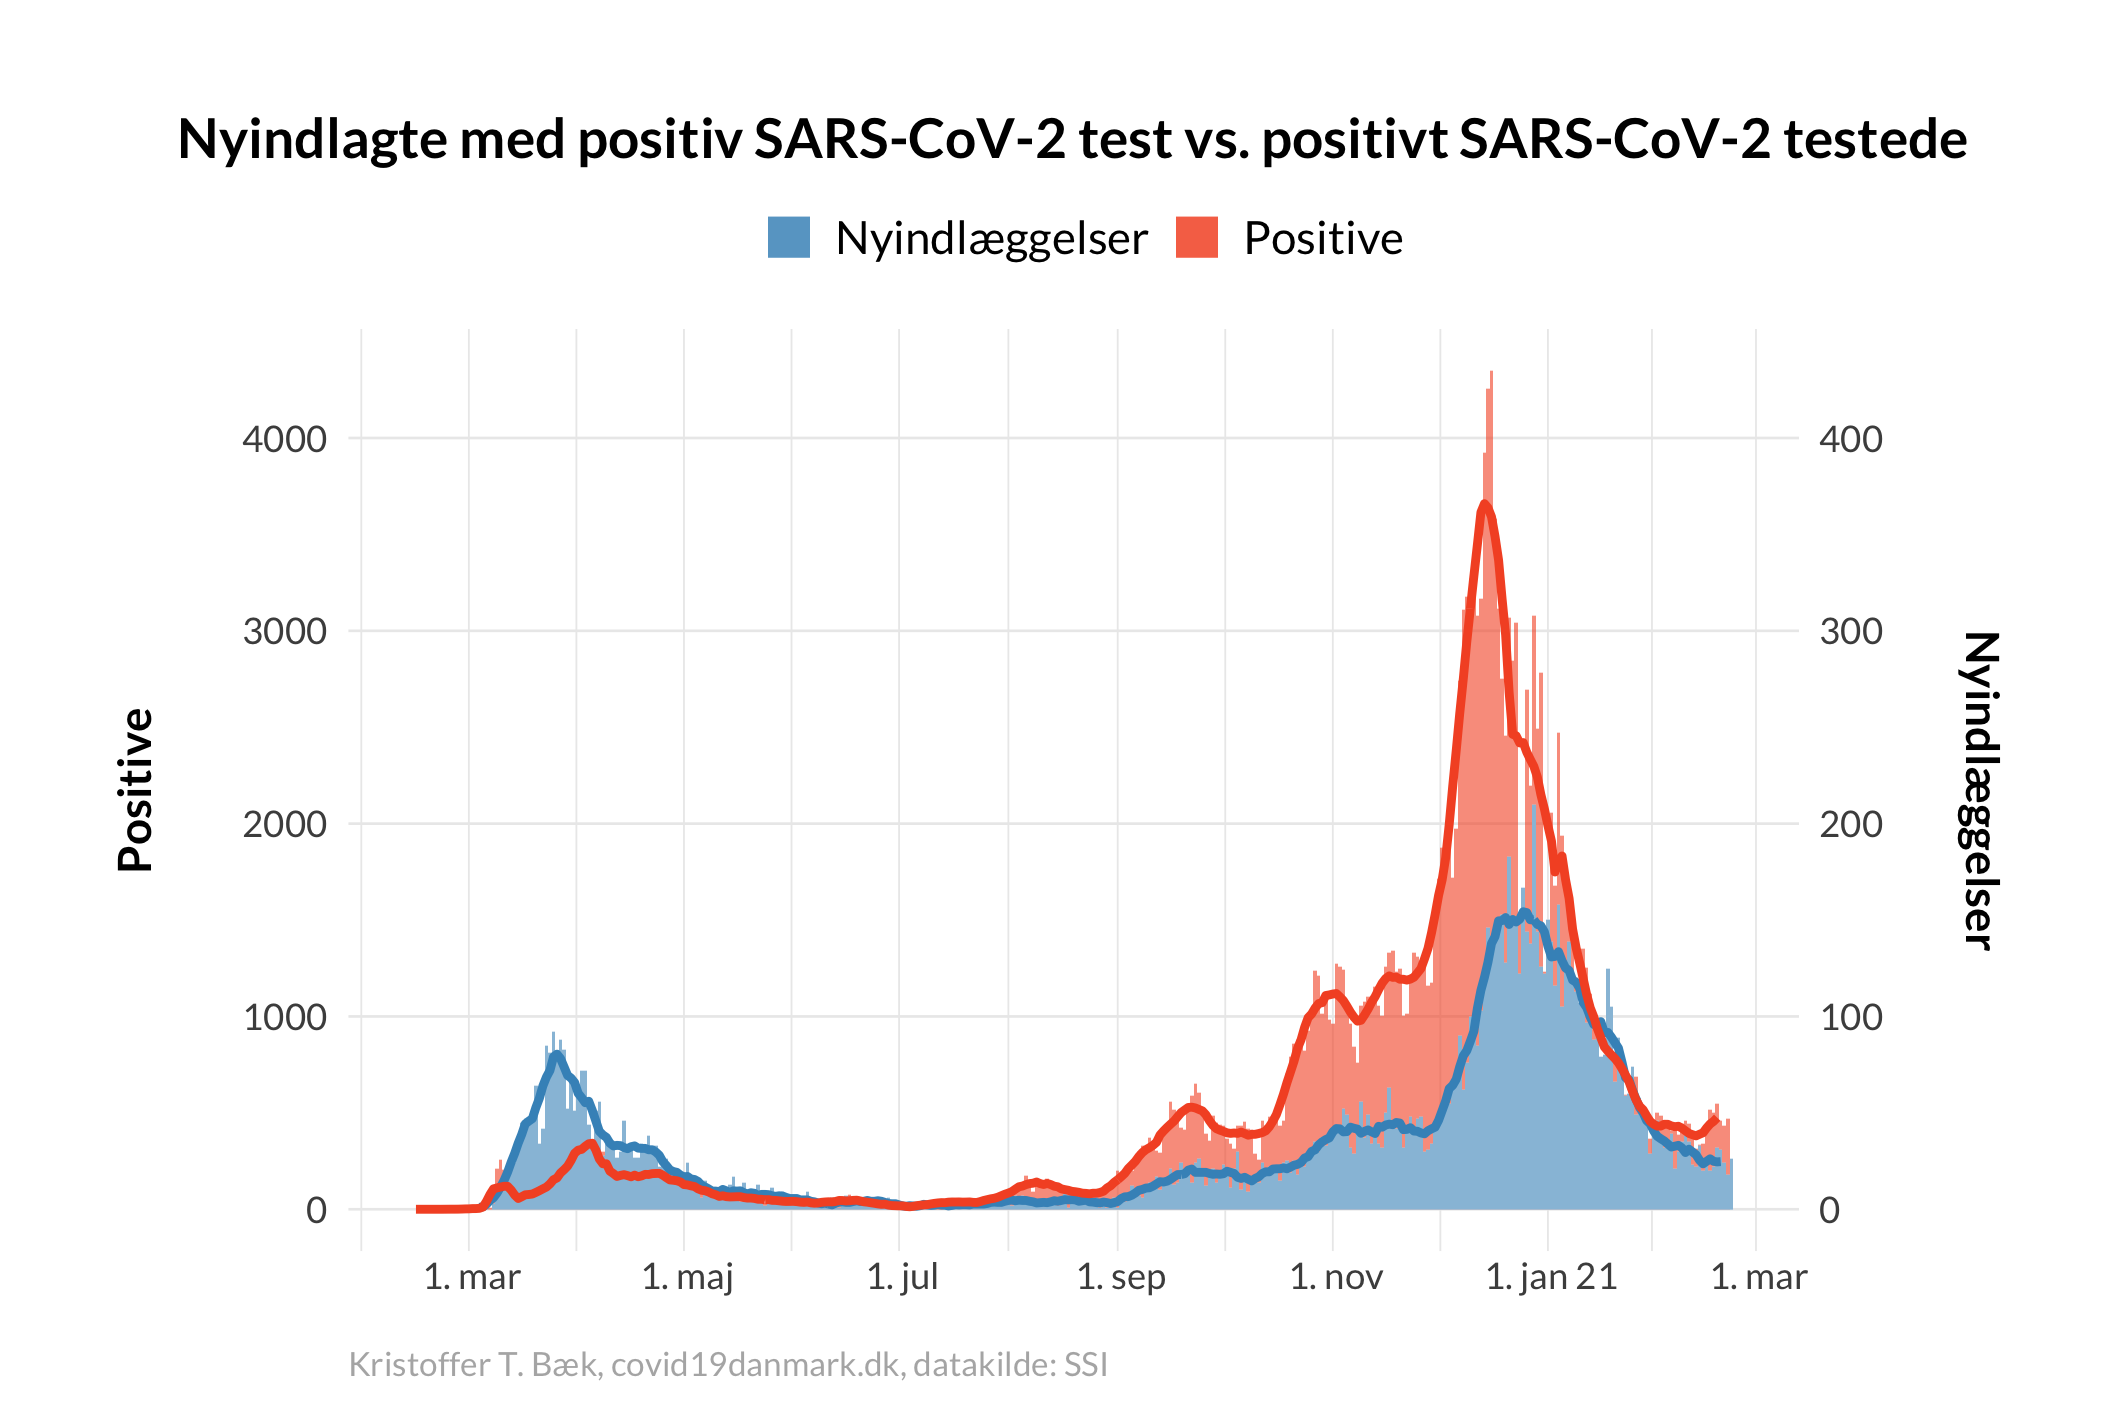 Nyindlagte med positiv SARS-CoV-2 test vs. positivt SARS-CoV-2 testede
Nyindlæggelser Positive
4000 400
3000 300
2000 200
1000 100
0 0
Positive
Nyindlæggelser
1. mar 1. maj 1. jul 1. sep 1. nov 1. jan 21 1. mar
Kristoffer T. Bæk, covid19danmark.dk, datakilde: SSI